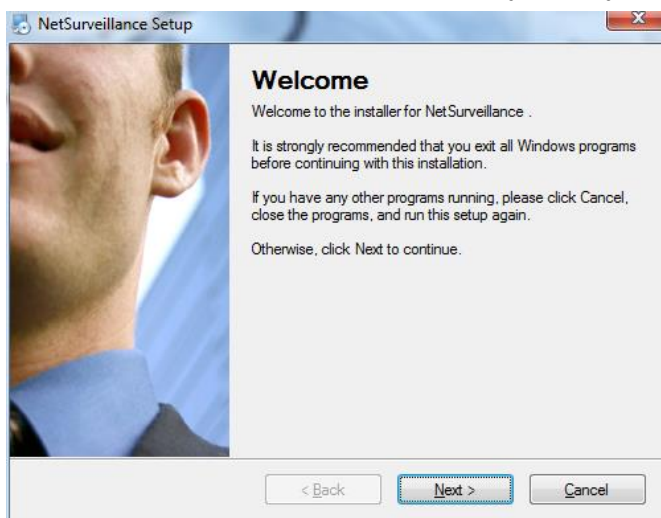 NetSurveillance Setup
Welcome
Welcome to the installer for NetSurveillance .
It is strongly recommended that you exit all Windows programs
before continuing with this installation.
If you have any other programs running, please click Cancel,
close the programs, and run this setup again.
Otherwise, click Next to continue.
< Back
Next >
Cancel